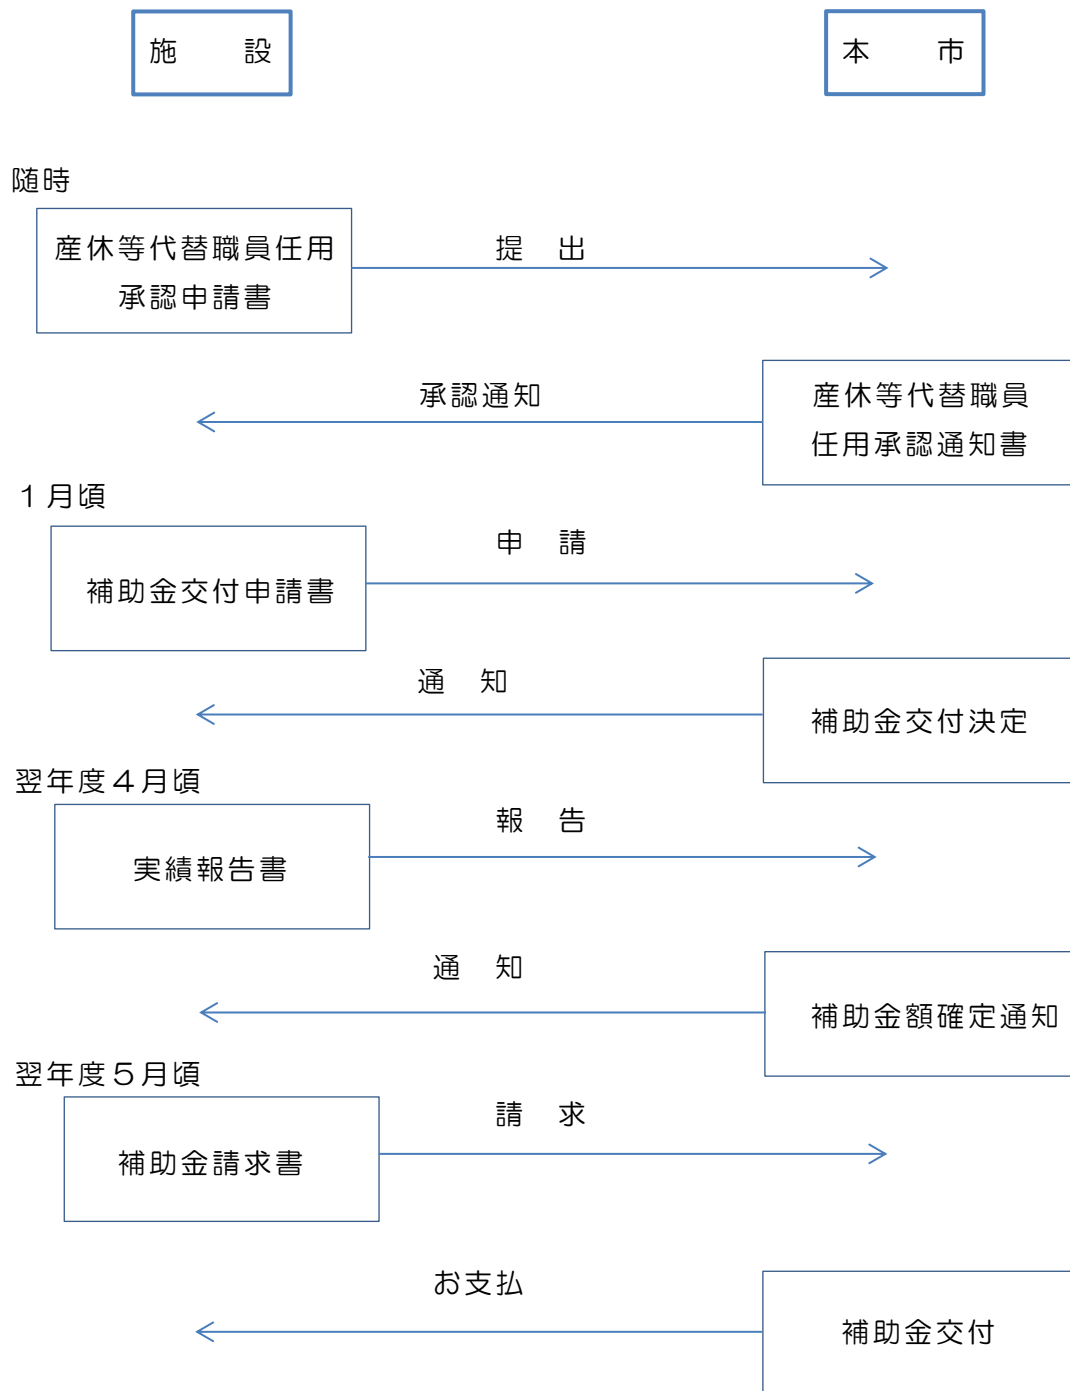 施　　設
本　　市
随時
産休等代替職員任用
承認申請書
提　出
承認通知
産休等代替職員
任用承認通知書
１月頃
補助金交付申請書
申　請
通　知
補助金交付決定
翌年度４月頃
実績報告書
報　告
通　知
補助金額確定通知
翌年度５月頃
補助金請求書
請　求
お支払
補助金交付